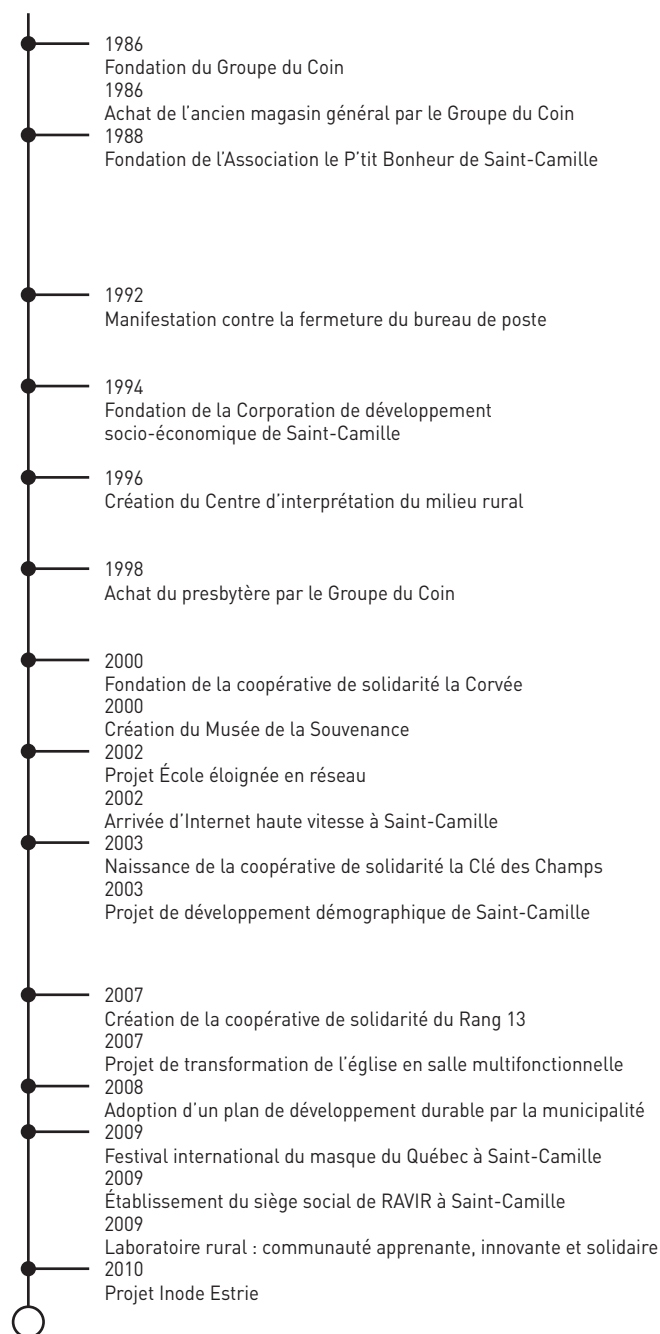 1986
Fondation du Groupe du Coin
1986
Achat de l’ancien magasin général par le Groupe du Coin
1988
Fondation de l’Association le P’tit Bonheur de Saint-Camille
1992
Manifestation contre la fermeture du bureau de poste
1994
Fondation de la Corporation de développement
socio-économique de Saint-Camille
1996
Création du Centre d’interprétation du milieu rural
1998
Achat du presbytère par le Groupe du Coin
2000
Fondation de la coopérative de solidarité la Corvée
2000
Création du Musée de la Souvenance
2002
Projet École éloignée en réseau
2002
Arrivée d’Internet haute vitesse à Saint-Camille
2003
Naissance de la coopérative de solidarité la Clé des Champs
2003
Projet de développement démographique de Saint-Camille
2007
Création de la coopérative de solidarité du Rang 13
2007
Projet de transformation de l’église en salle multifonctionnelle
2008
Adoption d’un plan de développement durable par la municipalité
2009
Festival international du masque du Québec à Saint-Camille
2009
Établissement du siège social de RAVIR à Saint-Camille
2009
Laboratoire rural : communauté apprenante, innovante et solidaire
2010
Projet Inode Estrie